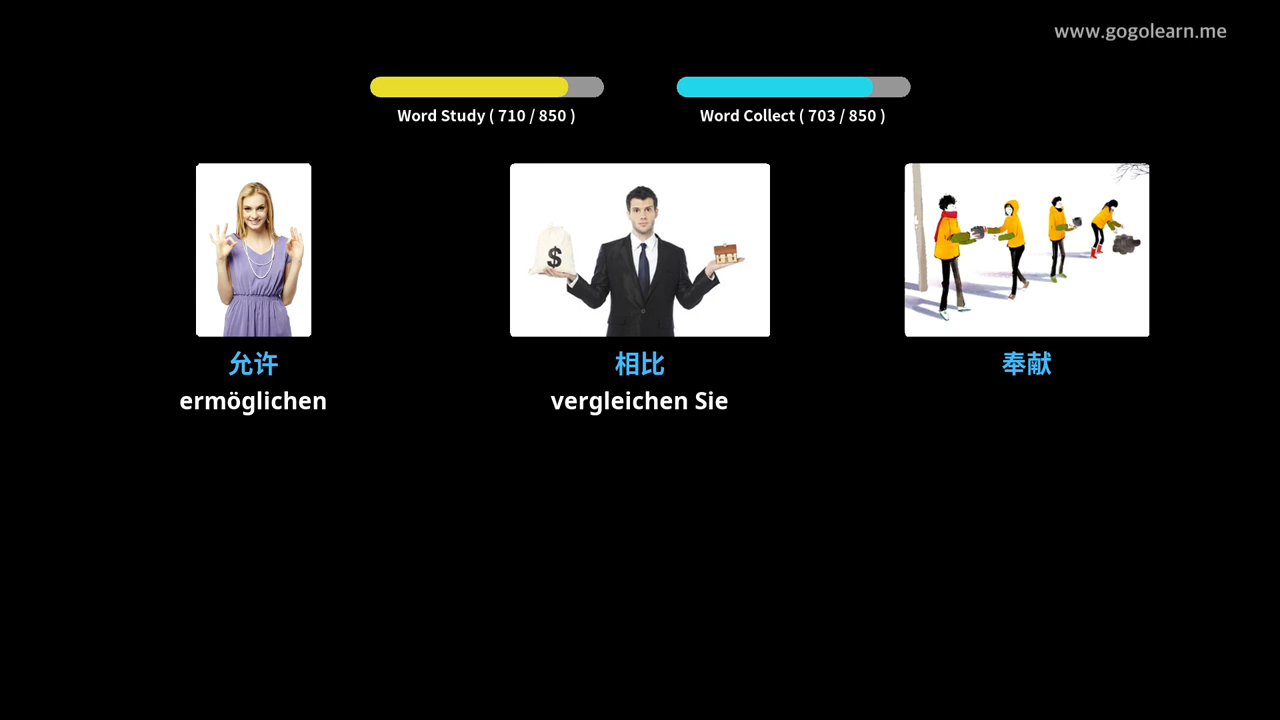 www.gogolearn.me
Word Study ( 710 / 850 )
Word Collect ( 703 / 850 )
$
允许
相比
奉献
ermöglichen
vergleichen Sie